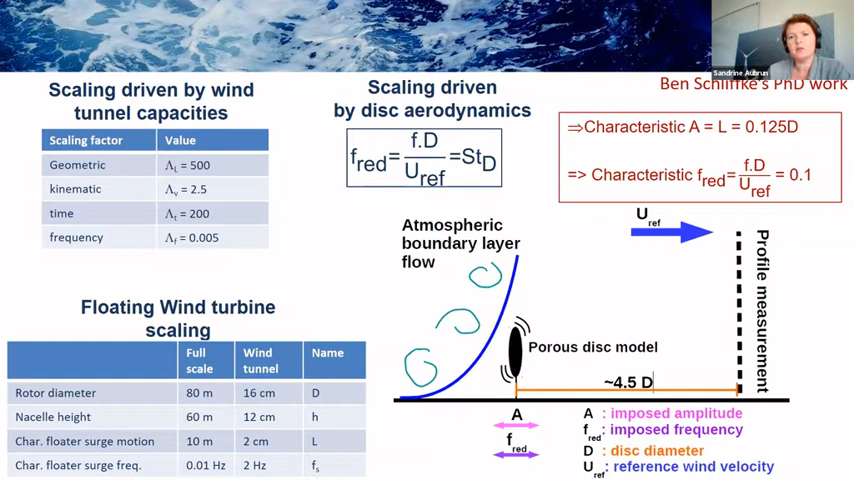 Sandrine Aubrun
Ben Schliffke's PhD work
Scaling driven by wind
tunnel capacities
Scaling factor Value
Geometric Λ_L = 500
kinematic Λ_v = 2.5
time Λ_t = 200
frequency Λ_f = 0.005
Scaling driven
by disc aerodynamics
f_red = f.D / U_ref = St_D
⇒Characteristic A = L = 0.125D
=> Characteristic f_red = f.D / U_ref = 0.1
Atmospheric
boundary layer
flow
U_ref
Profile measurement
Porous disc model
~4.5 D
A
f_red
A : imposed amplitude
f_red : imposed frequency
D : disc diameter
U_ref : reference wind velocity
Floating Wind turbine
scaling
Full scale Wind tunnel Name
Rotor diameter 80 m 16 cm D
Nacelle height 60 m 12 cm h
Char. floater surge motion 10 m 2 cm L
Char. floater surge freq. 0.01 Hz 2 Hz f_s